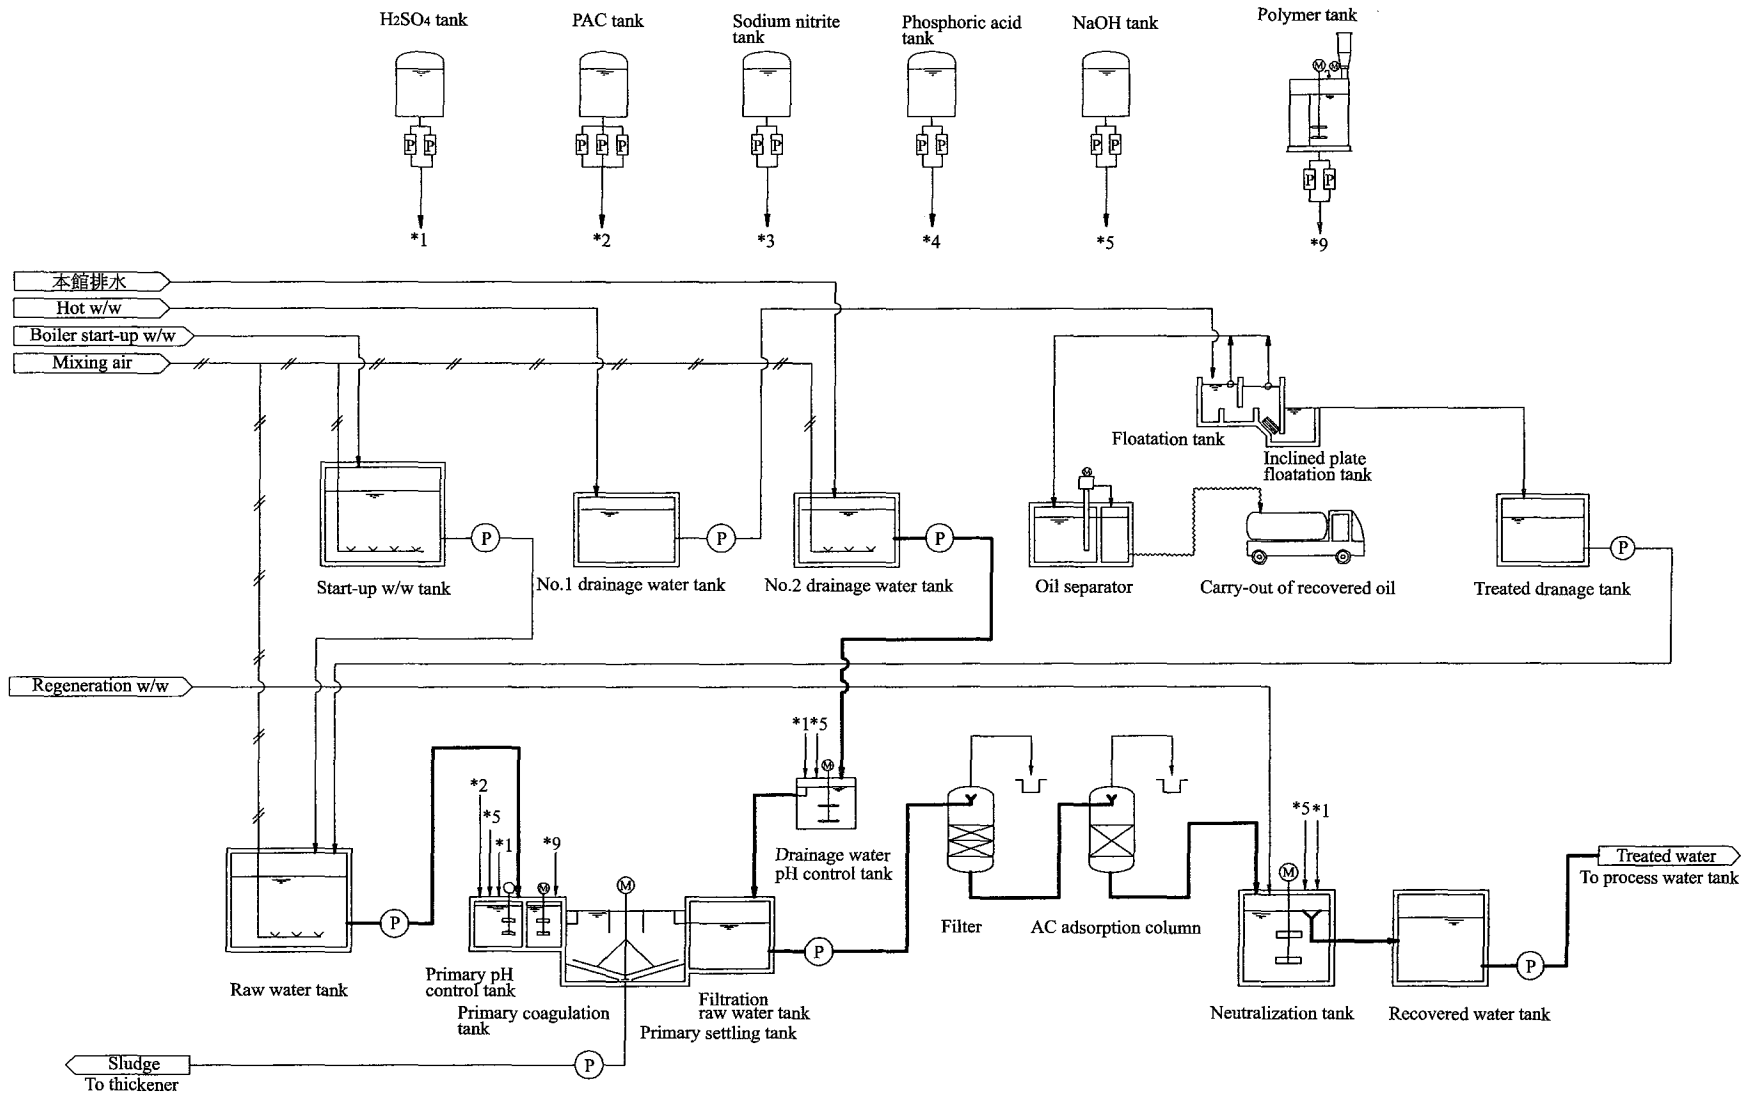 H2SO4 tank
PAC tank
Sodium nitrite
tank
Phosphoric acid
tank
NaOH tank
Polymer tank
M
M
P
P
P
P
P
P
P
P
P
P
P
P
P
*1
*2
*3
*4
*5
*9
本館排水
Hot w/w
Boiler start-up w/w
Mixing air
Floatation tank
Inclined plate
floatation tank
M
P
P
P
P
Start-up w/w tank
No.1 drainage water tank
No.2 drainage water tank
Oil separator
Carry-out of recovered oil
Treated dranage tank
Regeneration w/w
*1*5
M
*2
*5
*1
*9
M
M
Drainage water
pH control tank
*5 *1
M
Treated water
To process water tank
P
P
P
Filter
AC adsorption column
Raw water tank
Primary pH
control tank
Primary coagulation
tank
Filtration
raw water tank
Primary settling tank
Neutralization tank
Recovered water tank
Sludge
To thickener
P